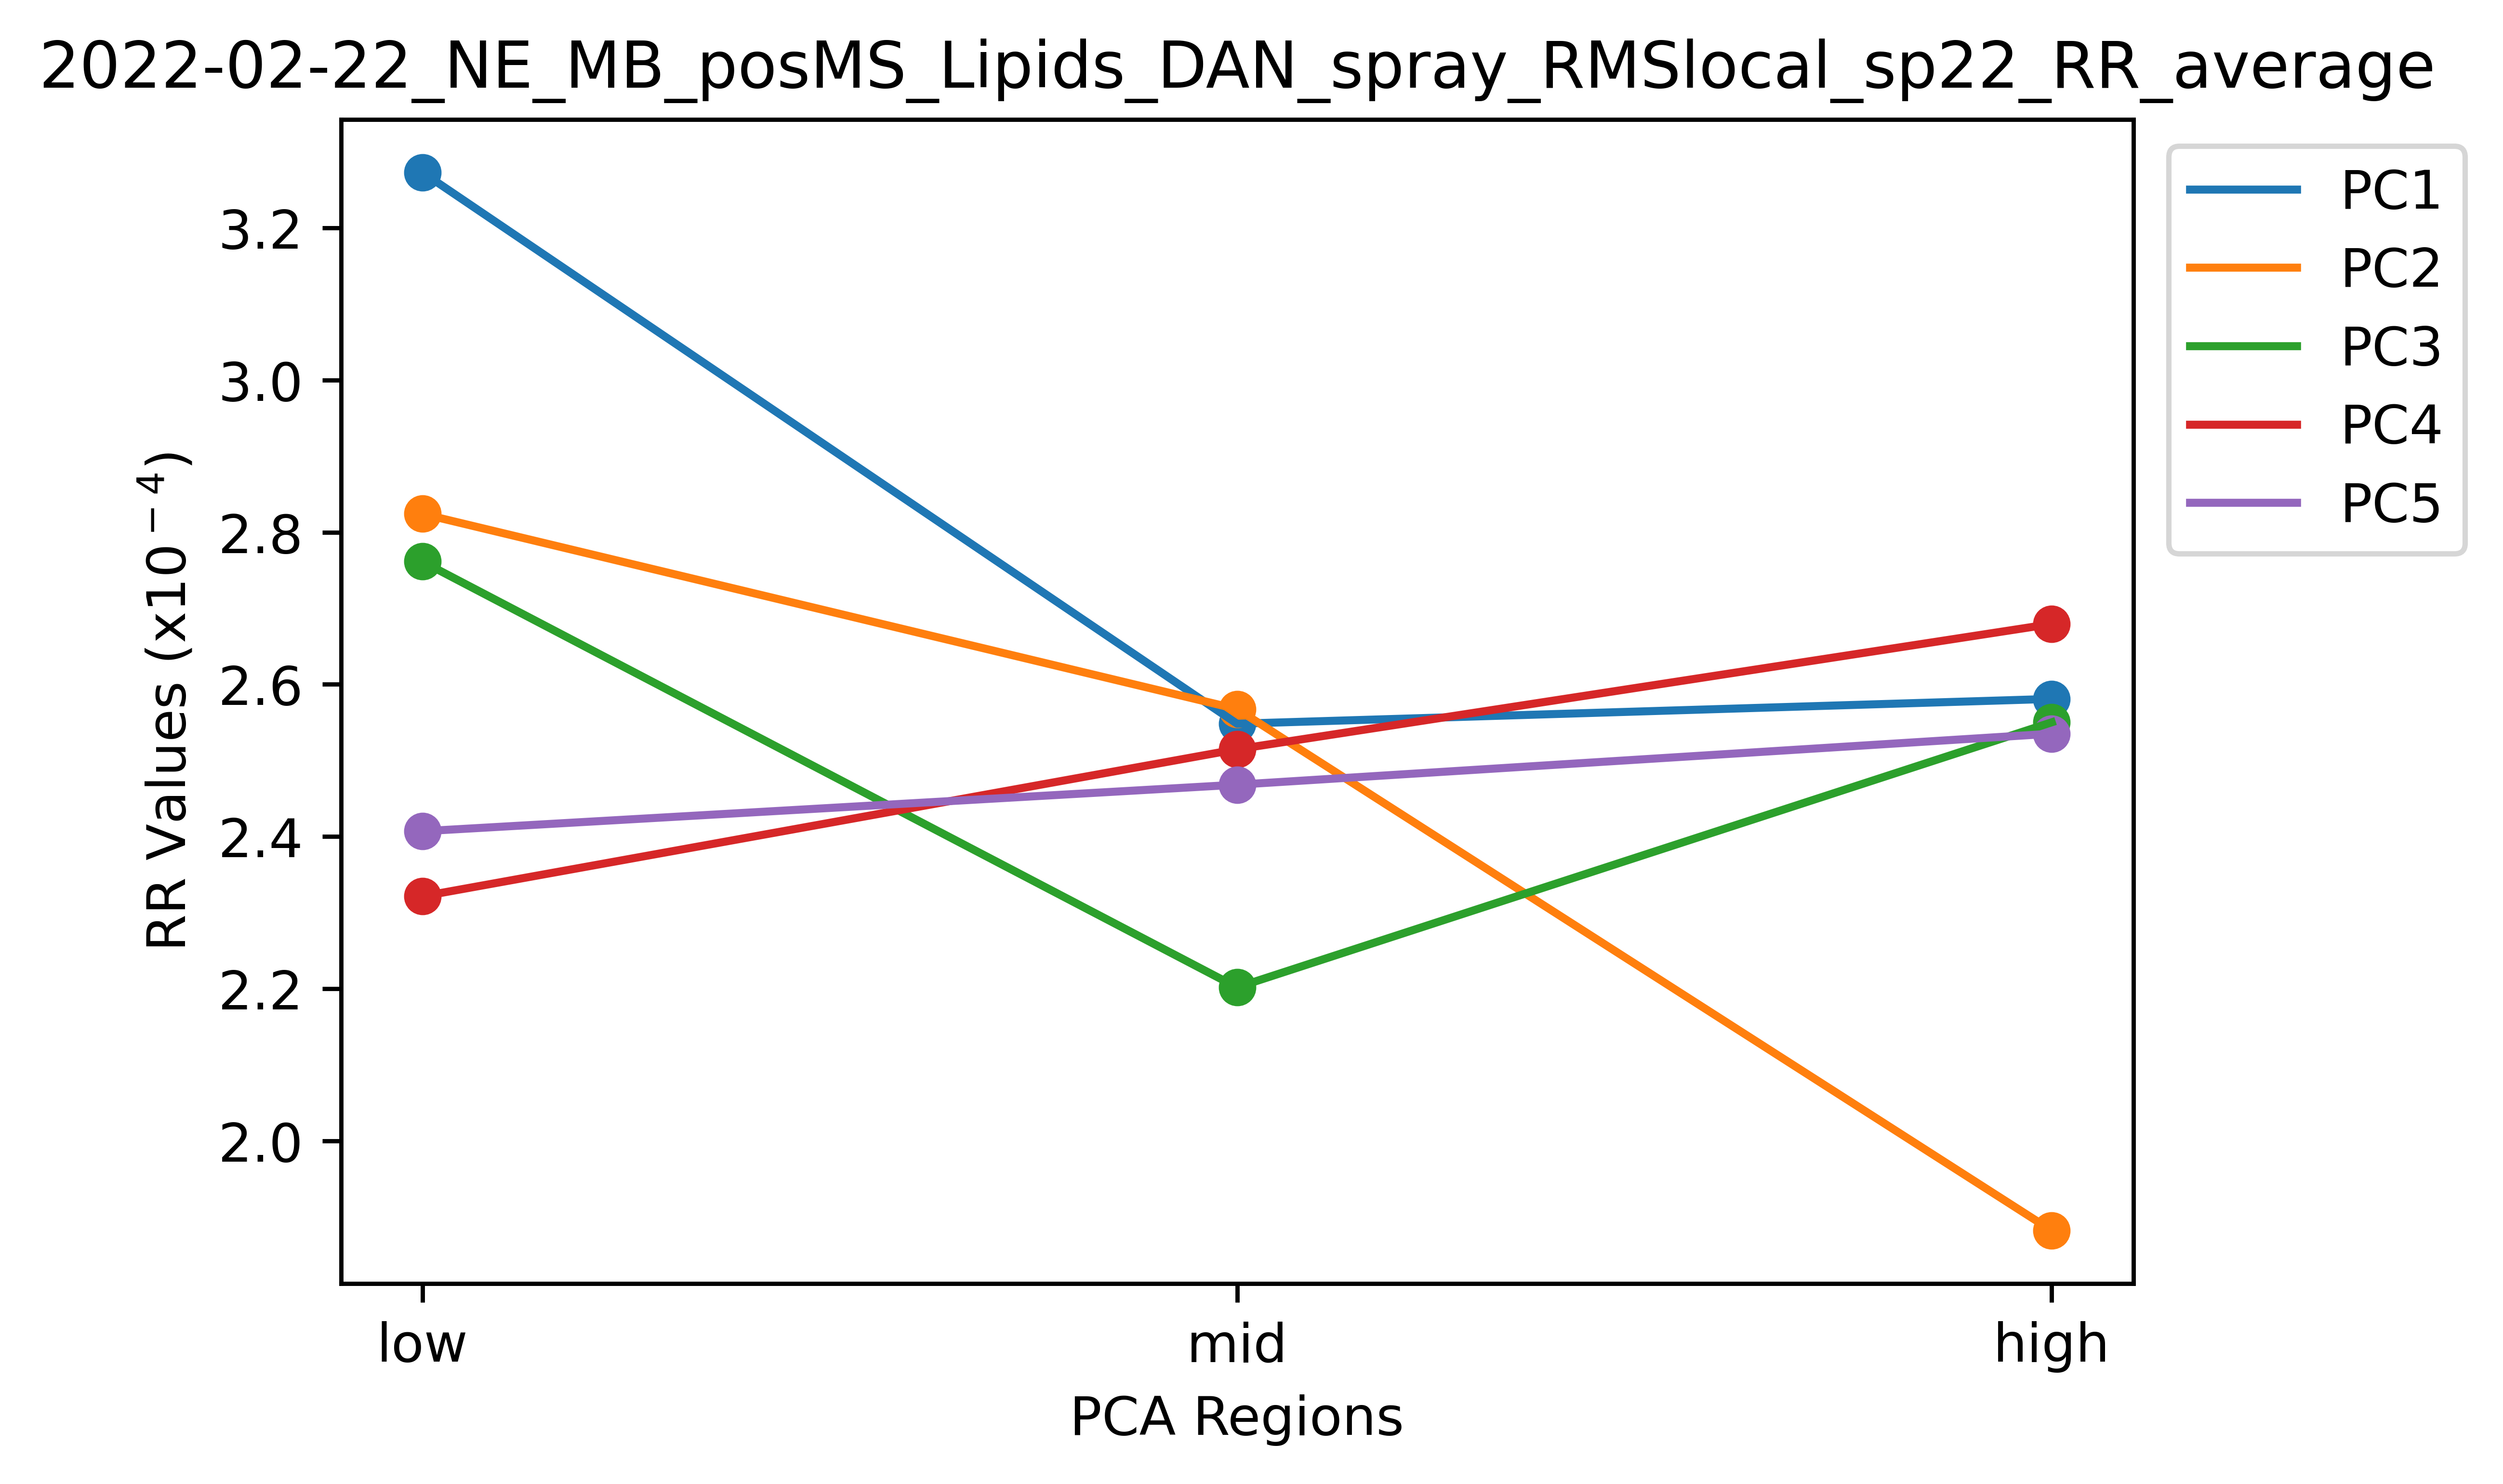 2022-02-22_NE_MB_posMS_Lipids_DAN_spray_RMSlocal_sp22_RR_average
RR Values (x10⁻⁴)
3.2
3.0
2.8
2.6
2.4
2.2
2.0
low
mid
high
PCA Regions
PC1
PC2
PC3
PC4
PC5